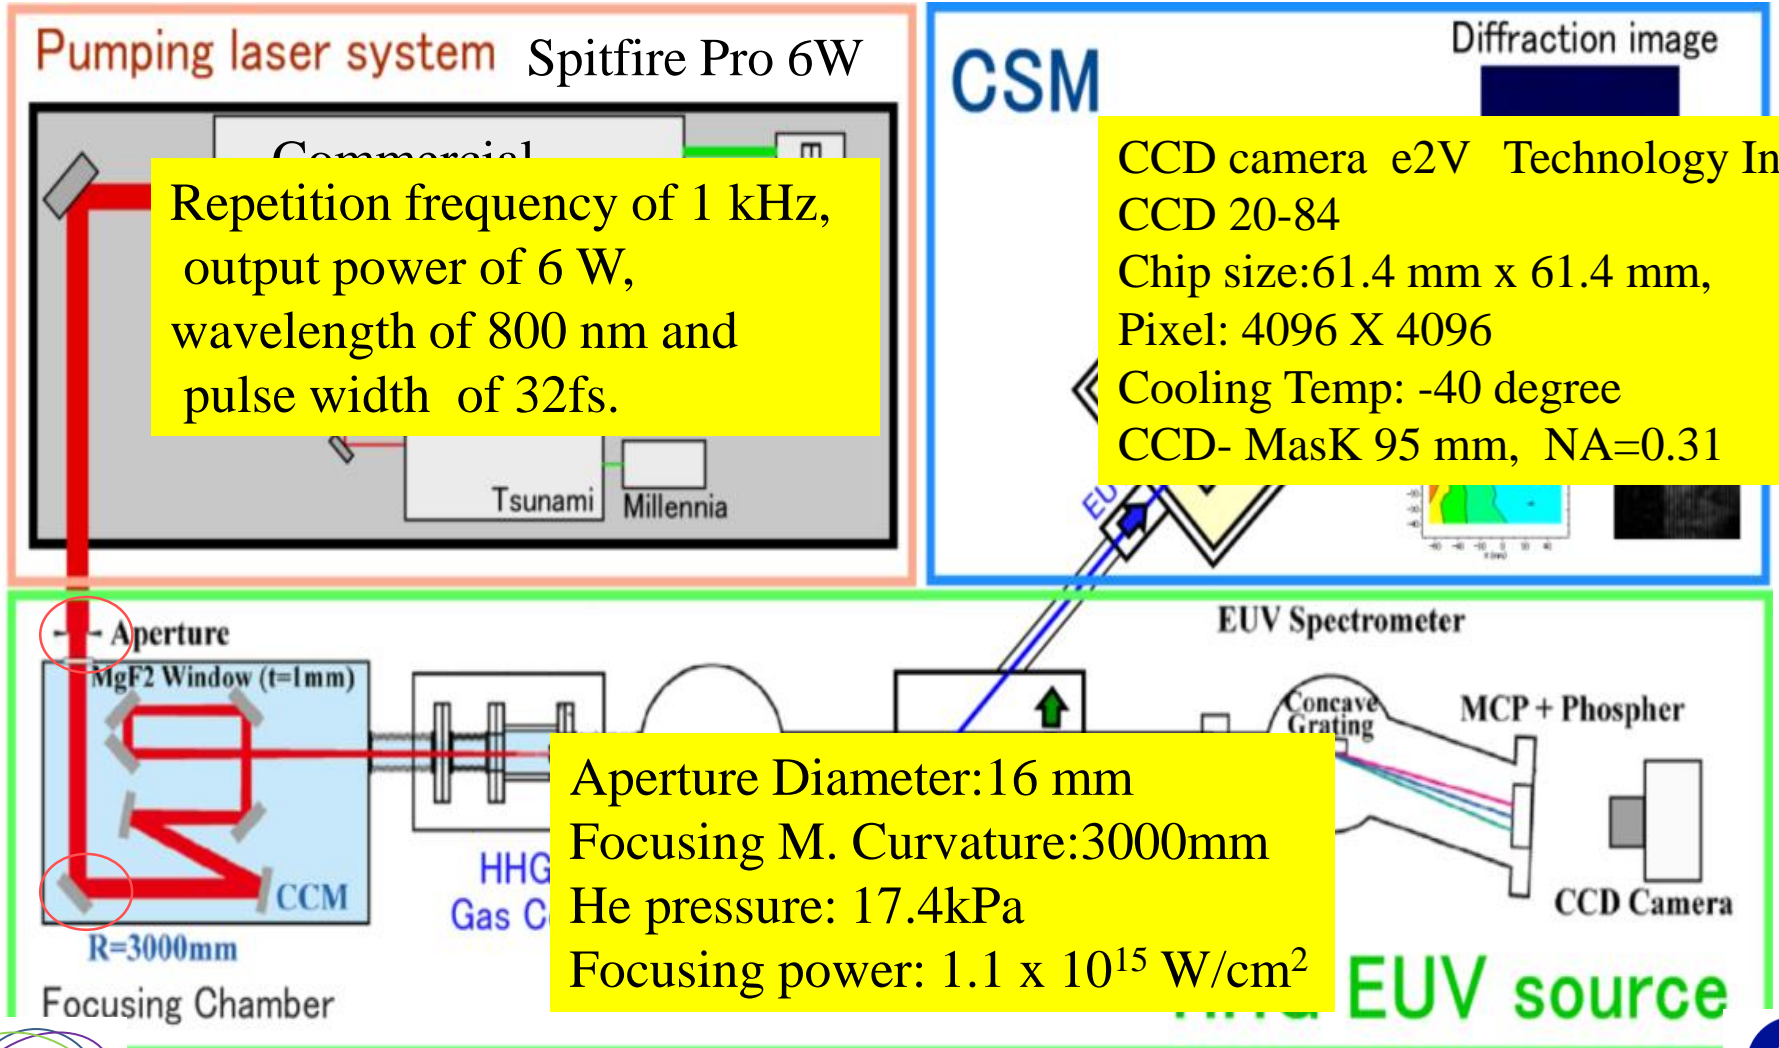 Pumping laser system Spitfire Pro 6W
Commercial
Repetition frequency of 1 kHz,
output power of 6 W,
wavelength of 800 nm and
pulse width of 32fs.
Tsunami
Millennia
CSM
Diffraction image
CCD camera e2V Technology In
CCD 20-84
Chip size:61.4 mm x 61.4 mm,
Pixel: 4096 X 4096
Cooling Temp: -40 degree
CCD- MasK 95 mm, NA=0.31
EU
Aperture
MgF2 Window (t=1mm)
CCM
R=3000mm
Focusing Chamber
HHG
Gas C
EUV Spectrometer
Concave
Grating
MCP + Phospher
CCD Camera
Aperture Diameter:16 mm
Focusing M. Curvature:3000mm
He pressure: 17.4kPa
Focusing power: 1.1 x 10¹⁵ W/cm²
EUV source